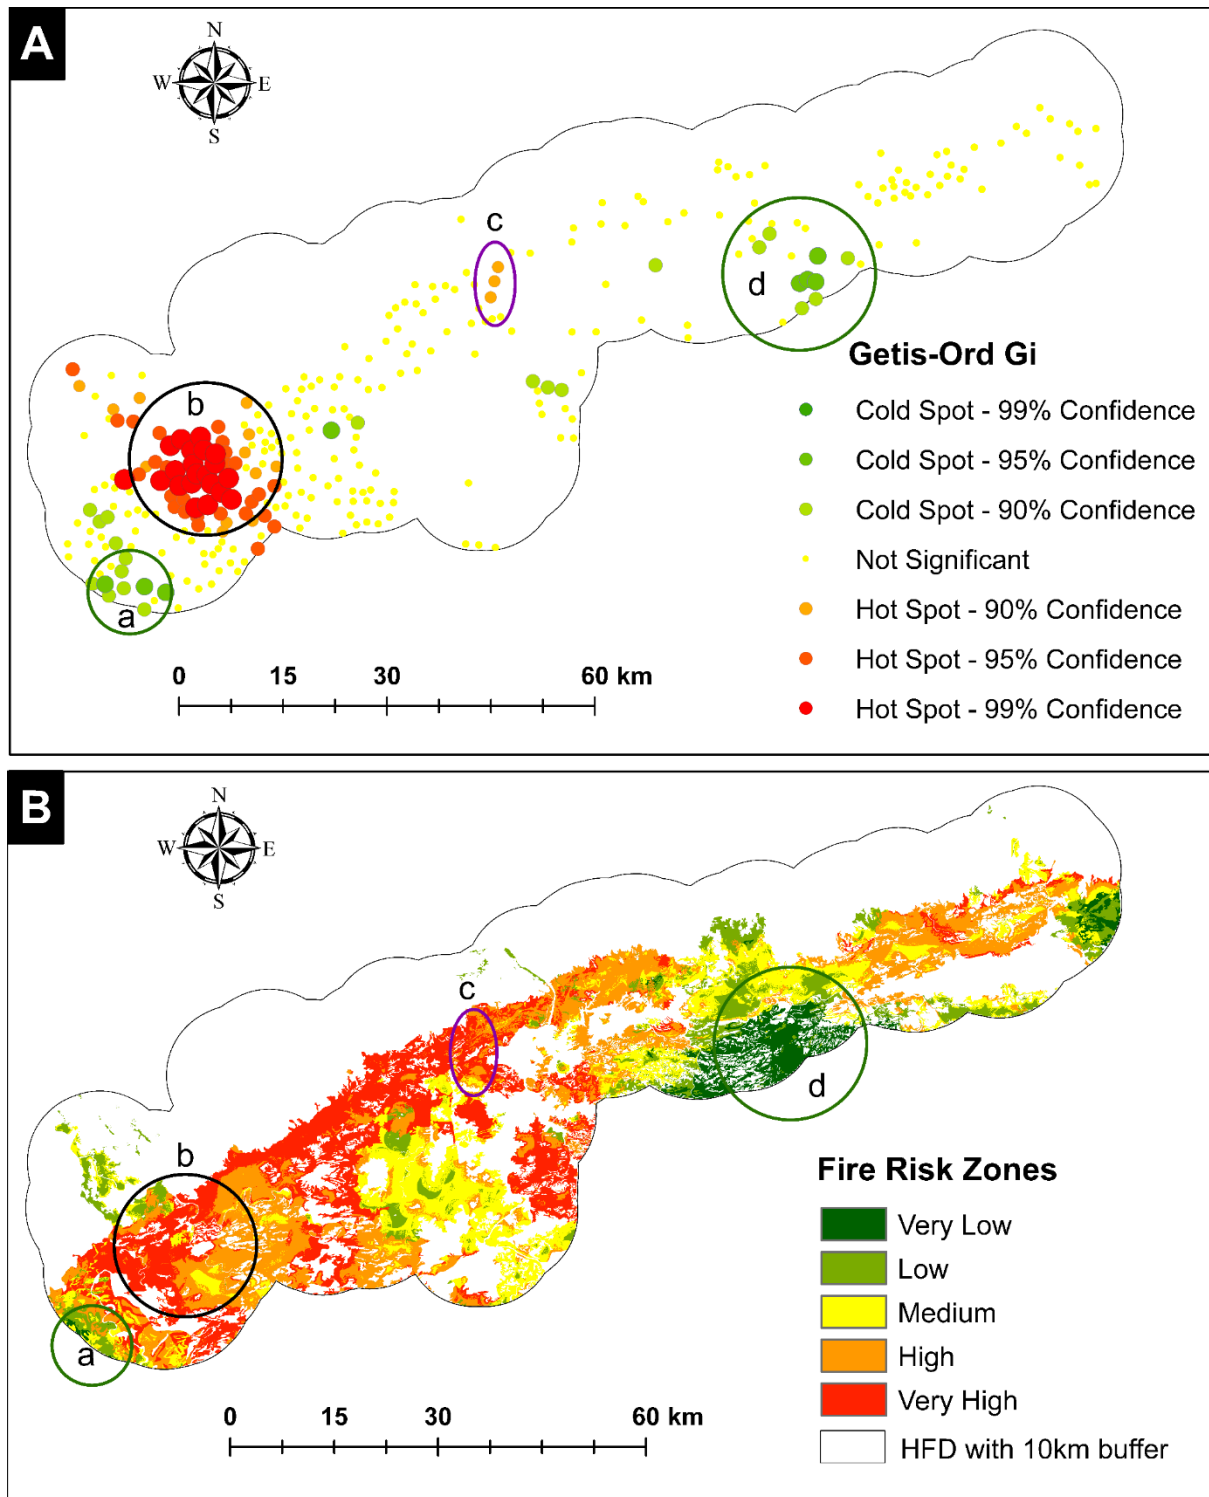 A
N
W E
S
c
d
b
a
Getis-Ord Gi
Cold Spot - 99% Confidence
Cold Spot - 95% Confidence
Cold Spot - 90% Confidence
Not Significant
Hot Spot - 90% Confidence
Hot Spot - 95% Confidence
Hot Spot - 99% Confidence
0 15 30 60 km
B
N
W E
S
c
d
b
a
Fire Risk Zones
Very Low
Low
Medium
High
Very High
HFD with 10km buffer
0 15 30 60 km